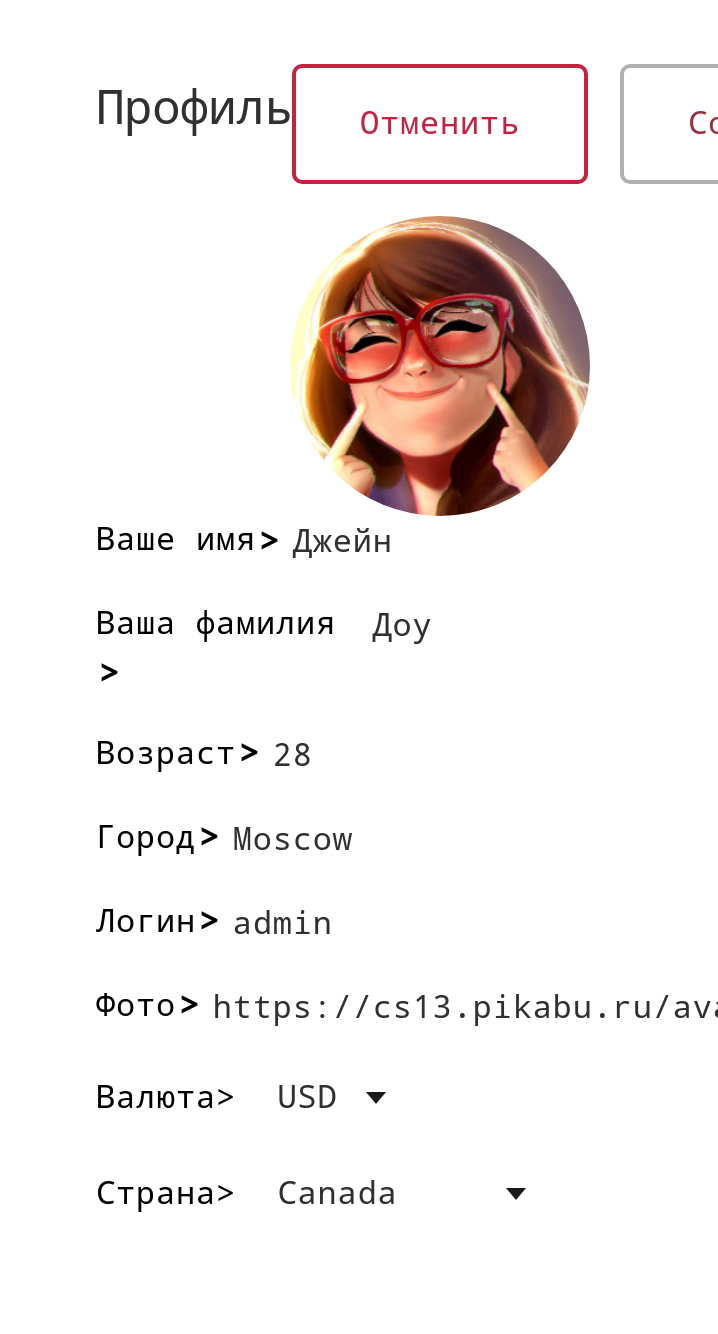 Профиль Отменить Со
Ваше имя> Джейн
Ваша фамилия Доу
>
Возраст> 28
Город> Moscow
Логин> admin
Фото> https://cs13.pikabu.ru/ava
Валюта> USD
Страна> Canada